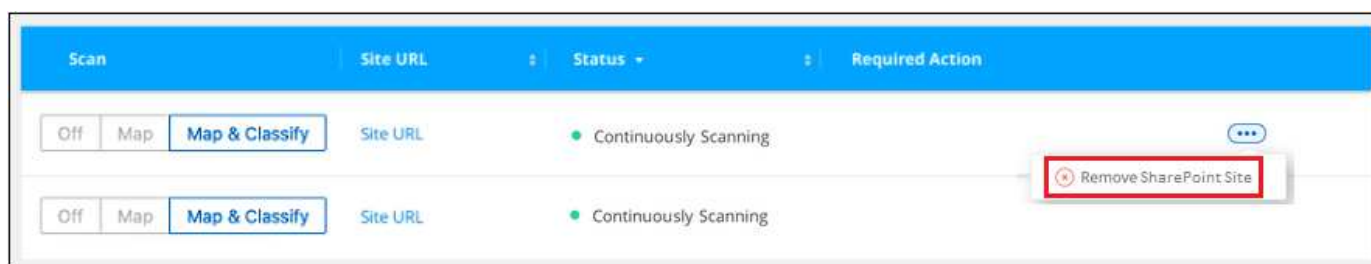 Scan Site URL Status Required Action
Off Map Map & Classify Site URL Continuously Scanning
Remove SharePoint Site
Off Map Map & Classify Site URL Continuously Scanning